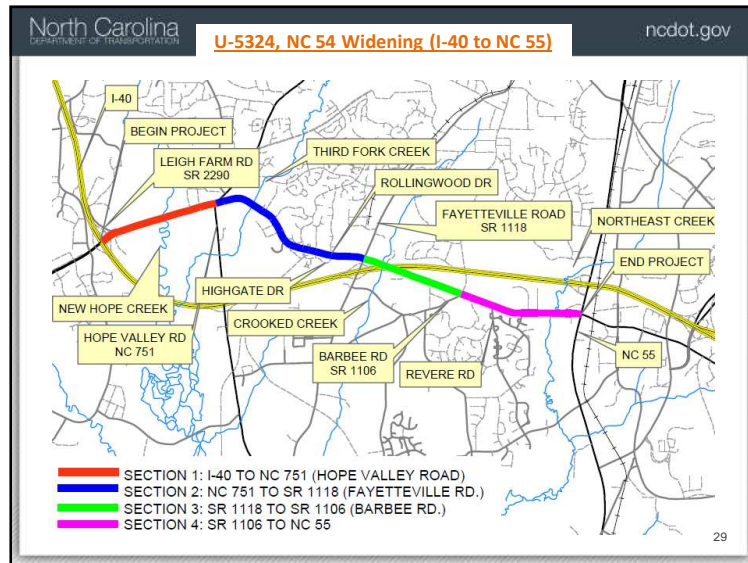 North Carolina
DEPARTMENT OF TRANSPORTATION
U-5324, NC 54 Widening (I-40 to NC 55)
ncdot.gov
I-40
BEGIN PROJECT
LEIGH FARM RD
SR 2290
THIRD FORK CREEK
ROLLINGWOOD DR
FAYETTEVILLE ROAD
SR 1118
NORTHEAST CREEK
END PROJECT
NEW HOPE CREEK
HIGHGATE DR
HOPE VALLEY RD
NC 751
CROOKED CREEK
BARBEE RD
SR 1106
REVERE RD
NC 55
SECTION 1: I-40 TO NC 751 (HOPE VALLEY ROAD)
SECTION 2: NC 751 TO SR 1118 (FAYETTEVILLE RD.)
SECTION 3: SR 1118 TO SR 1106 (BARBEE RD.)
SECTION 4: SR 1106 TO NC 55
29